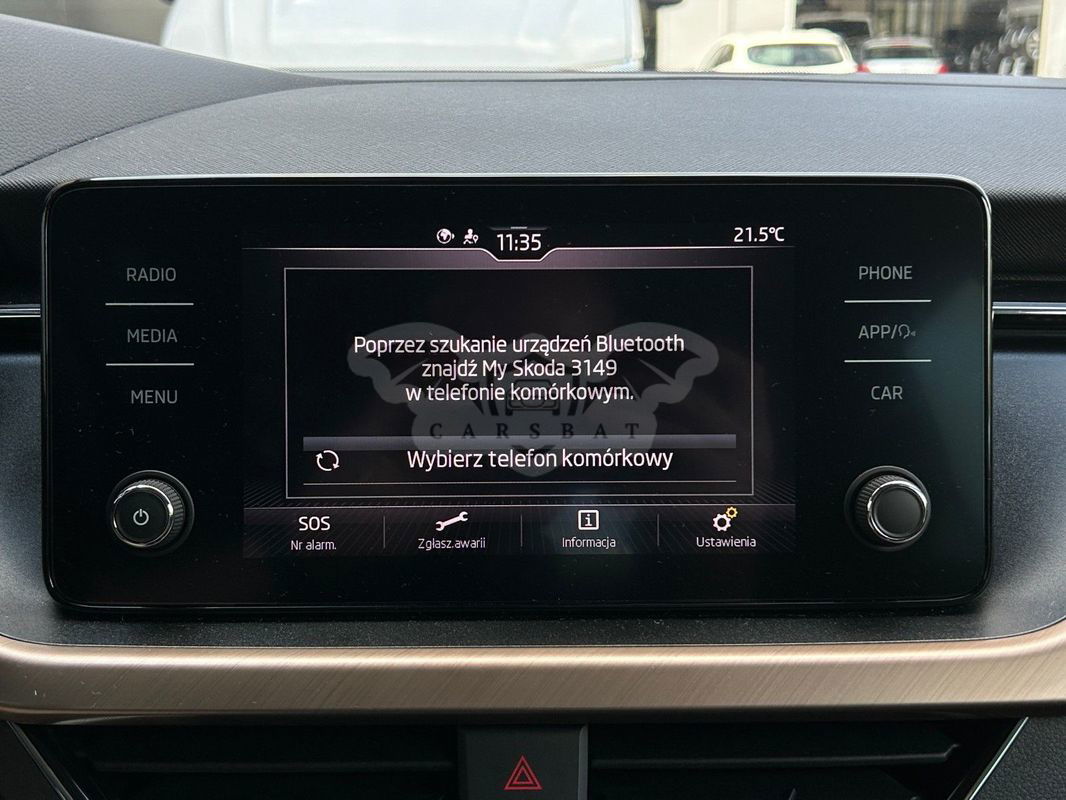 11:35
21.5°C
RADIO
MEDIA
MENU
PHONE
APP/
CAR
Poprzez szukanie urządzeń Bluetooth
znajdź My Skoda 3149
w telefonie komórkowym.
CARSBAT
Wybierz telefon komórkowy
SOS
Nr alarm.
Zgłasz.awarii
Informacja
Ustawienia